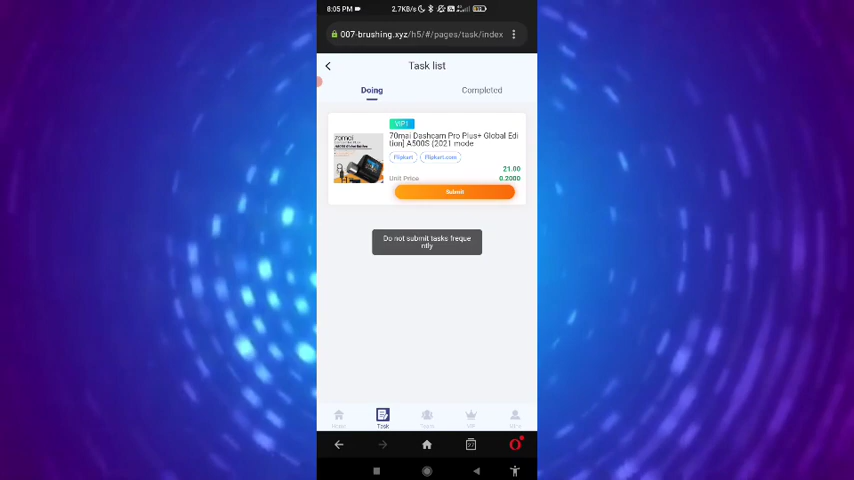 8:05 PM 2.7KB/s
007-brushing.xyz/h5/#/pages/task/index
Task list
Doing Completed
VIP1
70mai Dashcam Pro Plus+ Global Edi
tion| A500S (2021 mode
70mai
Flipkart Flipkart.com
21.00
Unit Price 0.2000
Submit
Do not submit tasks freque
ntly
Home Task Team VIP Mine